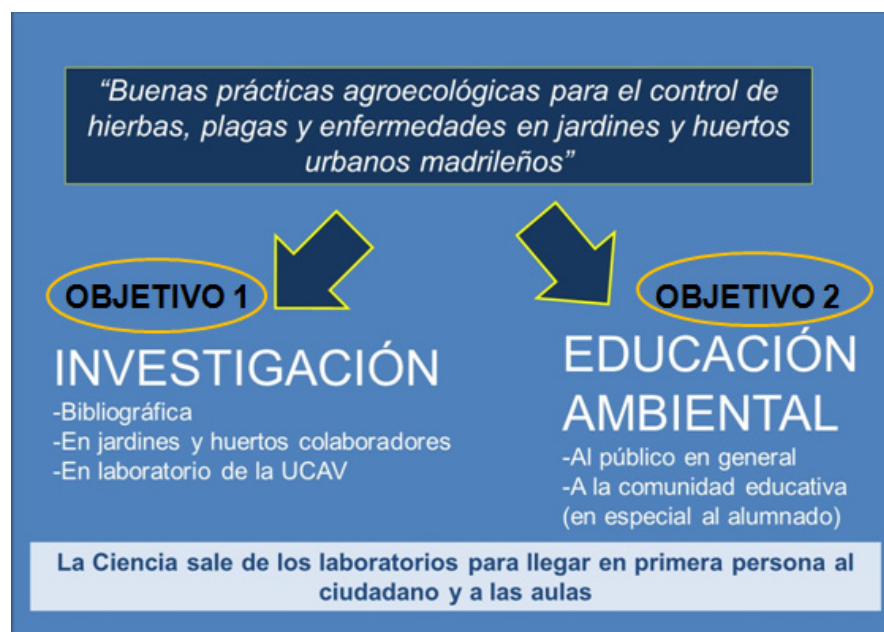 “Buenas prácticas agroecológicas para el control de
hierbas, plagas y enfermedades en jardines y huertos
urbanos madrileños”
OBJETIVO 1
INVESTIGACIÓN
-Bibliográfica
-En jardines y huertos colaboradores
-En laboratorio de la UCAV
OBJETIVO 2
EDUCACIÓN
AMBIENTAL
-Al público en general
-A la comunidad educativa
(en especial al alumnado)
La Ciencia sale de los laboratorios para llegar en primera persona al
ciudadano y a las aulas